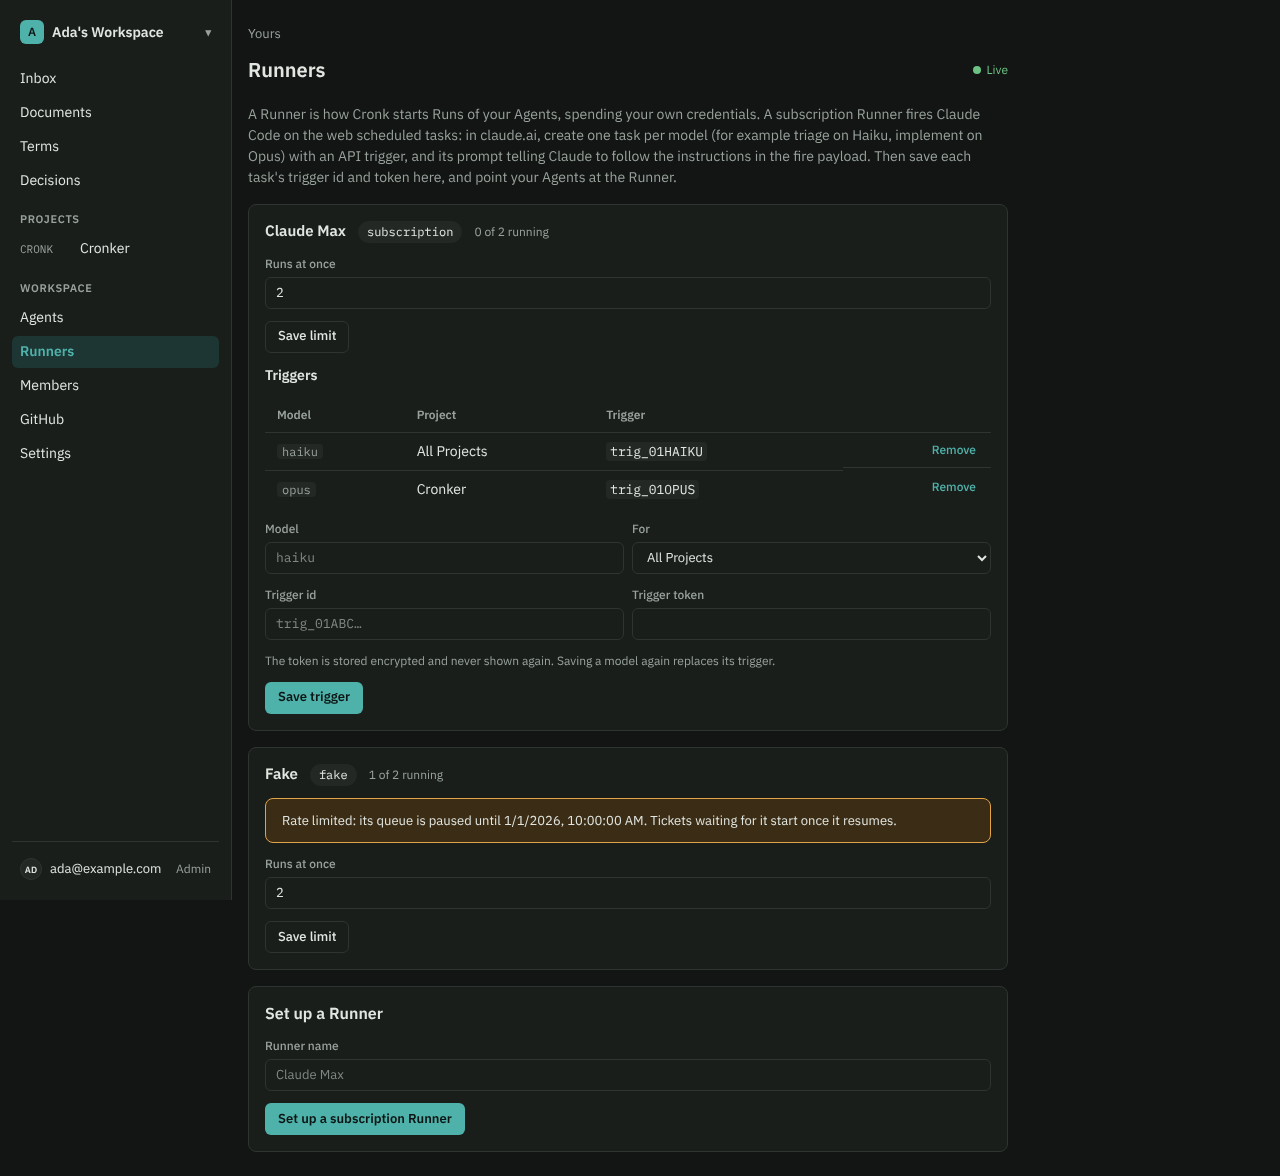 A Ada's Workspace ▾
Inbox
Documents
Terms
Decisions
PROJECTS
CRONK Cronker
WORKSPACE
Agents
Runners
Members
GitHub
Settings
AD ada@example.com Admin
Yours
Runners
Live
A Runner is how Cronk starts Runs of your Agents, spending your own credentials. A subscription Runner fires Claude
Code on the web scheduled tasks: in claude.ai, create one task per model (for example triage on Haiku, implement on
Opus) with an API trigger, and its prompt telling Claude to follow the instructions in the fire payload. Then save each
task's trigger id and token here, and point your Agents at the Runner.
Claude Max subscription 0 of 2 running
Runs at once
2
Save limit
Triggers
Model Project Trigger
haiku All Projects trig_01HAIKU Remove
opus Cronker trig_01OPUS Remove
Model For
haiku All Projects
Trigger id Trigger token
trig_01ABC…
The token is stored encrypted and never shown again. Saving a model again replaces its trigger.
Save trigger
Fake fake 1 of 2 running
Rate limited: its queue is paused until 1/1/2026, 10:00:00 AM. Tickets waiting for it start once it resumes.
Runs at once
2
Save limit
Set up a Runner
Runner name
Claude Max
Set up a subscription Runner